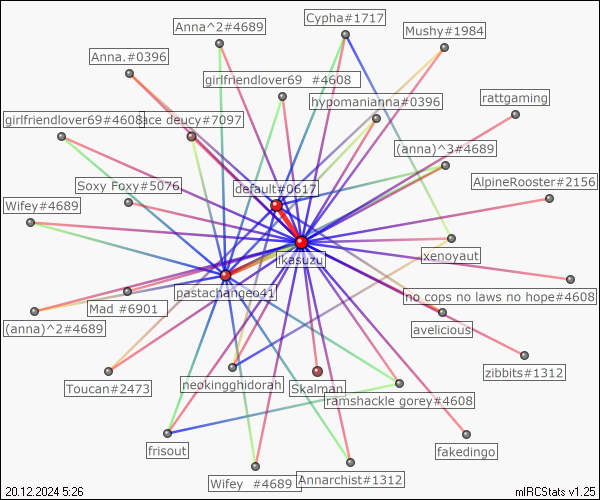 Cypha#1717
Anna^2#4689
Mushy#1984
Anna.#0396
girlfriendlover69 #4608
rattgaming
hypomanianna#0396
girlfriendlover69#4608
ace deucy#7097
(anna)^3#4689
Soxy Foxy#5076
default#0617
AlpineRooster#2156
Wifey#4689
ikasuzu
xenoyaut
pastachangeo41
no cops no laws no hope#4608
Mad #6901
(anna)^2#4689
avelicious
zibbits#1312
Toucan#2473
neokingghidorah
Skalman
ramshackle gorey#4608
frisout
fakedingo
Wifey #4689
Annarchist#1312
20.12.2024 5:26
mIRCStats v1.25